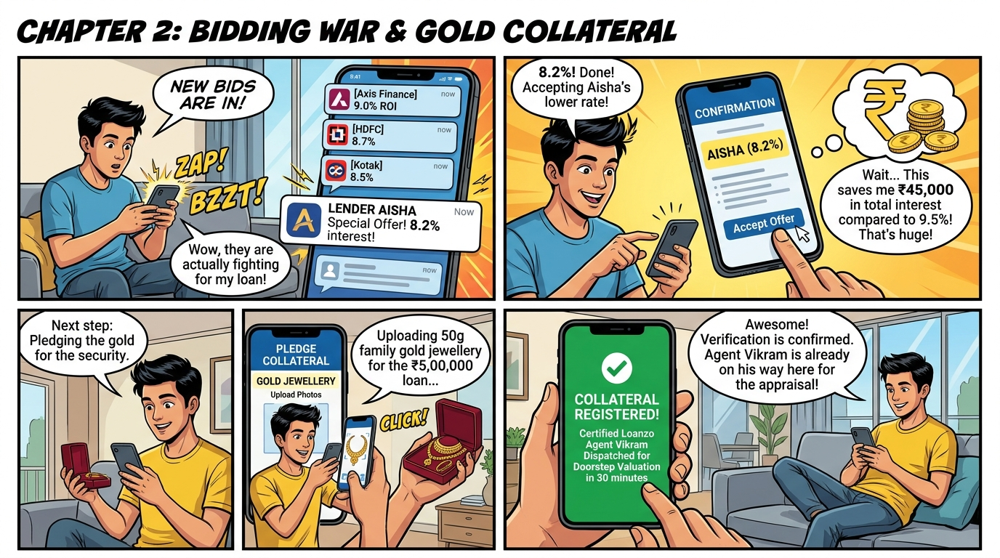 CHAPTER 2: BIDDING WAR & GOLD COLLATERAL
NEW BIDS
ARE IN!
ZAP!
BZZT!
Wow, they are
actually fighting
for my loan!
9:41
[Axis Finance]
now
9.0% ROI
[HDFC]
now
8.7%
[Kotak]
now
8.5%
LENDER AISHA
Now
Special Offer! 8.2%
interest!
now
8.2%! Done!
Accepting Aisha's
lower rate!
CONFIRMATION
AISHA (8.2%)
Accept Offer
₹
Wait... This
saves me ₹45,000
in total interest
compared to 9.5%!
That's huge!
Next step:
Pledging the gold
for the security.
PLEDGE
COLLATERAL
GOLD JEWELLERY
Upload Photos
Uploading 50g
family gold jewellery
for the ₹5,00,000
loan...
CLICK!
COLLATERAL
REGISTERED!
Certified Loanzo
Agent Vikram
Dispatched for
Doorstep Valuation
in 30 minutes
Awesome!
Verification is confirmed.
Agent Vikram is already
on his way here for
the appraisal!